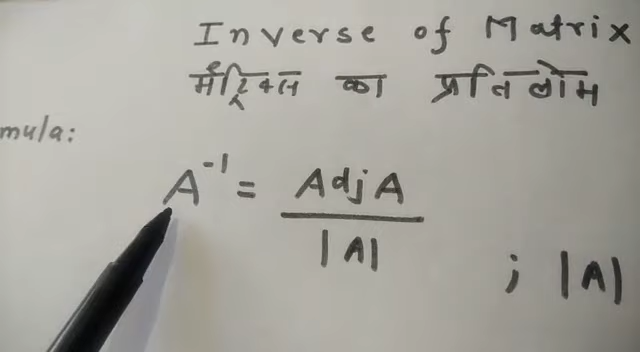 Inverse of Matrix
मैट्रिक्स का प्रतिलोम
mula:
A⁻¹ = AdjA / |A| ; |A|